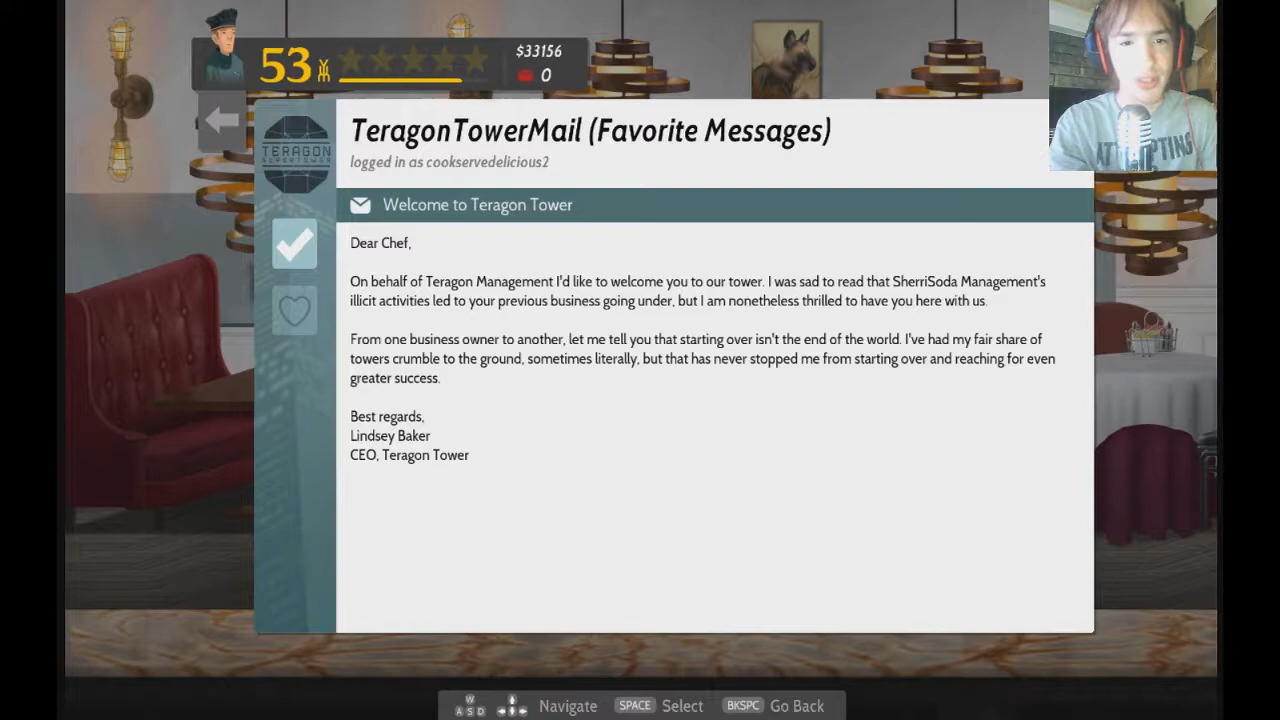 53
$33156
0
TERAGON
SUPERTOWER
TeragonTowerMail (Favorite Messages)
logged in as cookservedelicious2
Welcome to Teragon Tower
Dear Chef,
On behalf of Teragon Management I'd like to welcome you to our tower. I was sad to read that SherriSoda Management's
illicit activities led to your previous business going under, but I am nonetheless thrilled to have you here with us.
From one business owner to another, let me tell you that starting over isn't the end of the world. I've had my fair share of
towers crumble to the ground, sometimes literally, but that has never stopped me from starting over and reaching for even
greater success.
Best regards,
Lindsey Baker
CEO, Teragon Tower
W
A S D
Navigate
SPACE Select
BKSPC Go Back